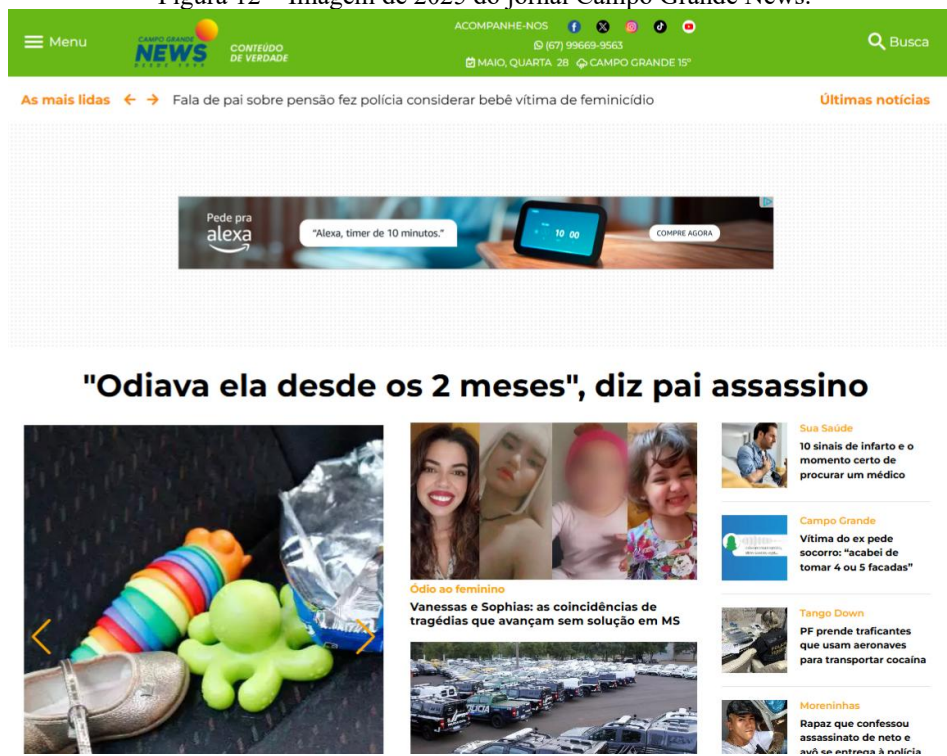 Figura 12 – Imagem de 2025 do jornal Campo Grande News.
Menu
CAMPO GRANDE
NEWS
DESDE 1999
CONTEÚDO
DE VERDADE
ACOMPANHE-NOS
(67) 99669-9563
MAIO, QUARTA 28 CAMPO GRANDE 15º
Busca
As mais lidas ← → Fala de pai sobre pensão fez polícia considerar bebê vítima de feminicídio
Últimas notícias
Pede pra
alexa
“Alexa, timer de 10 minutos.”
10 00
COMPRE AGORA
"Odiava ela desde os 2 meses", diz pai assassino
Ódio ao feminino
Vanessas e Sophias: as coincidências de
tragédias que avançam sem solução em MS
POLÍCIA
Sua Saúde
10 sinais de infarto e o
momento certo de
procurar um médico
Campo Grande
Vítima do ex pede
socorro: “acabei de
tomar 4 ou 5 facadas”
Tango Down
PF prende traficantes
que usam aeronaves
para transportar cocaína
Moreninhas
Rapaz que confessou
assassinato de neto e
avô se entrega à polícia